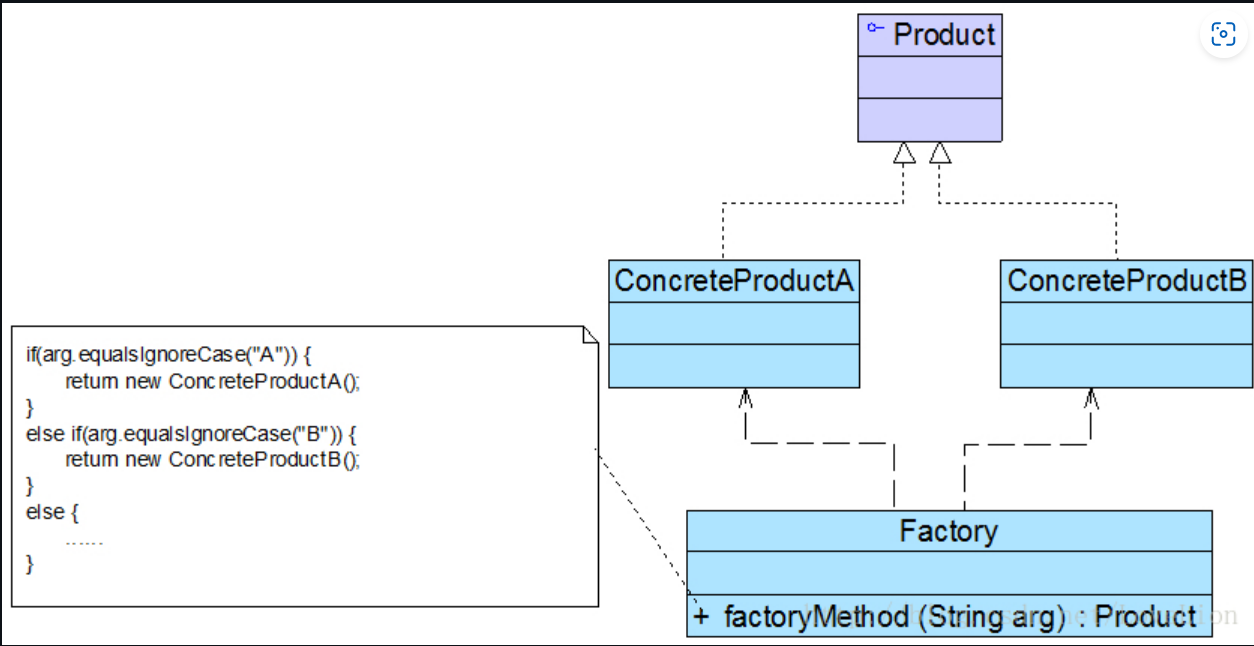 Product
ConcreteProductA
ConcreteProductB
if(arg.equalsIgnoreCase("A")) {
return new ConcreteProductA();
}
else if(arg.equalsIgnoreCase("B")) {
return new ConcreteProductB();
}
else {
......
}
Factory
+ factoryMethod (String arg) : Product